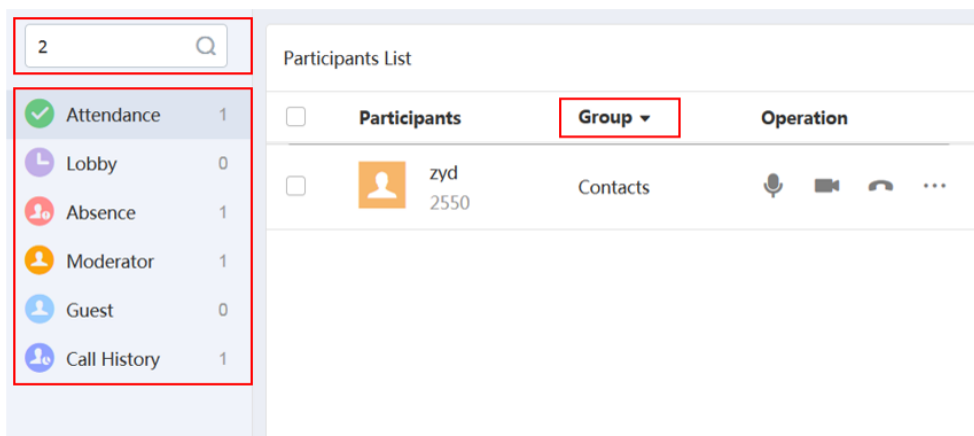 2
Attendance 1
Lobby 0
Absence 1
Moderator 1
Guest 0
Call History 1
Participants List
Participants Group Operation
zyd Contacts
2550